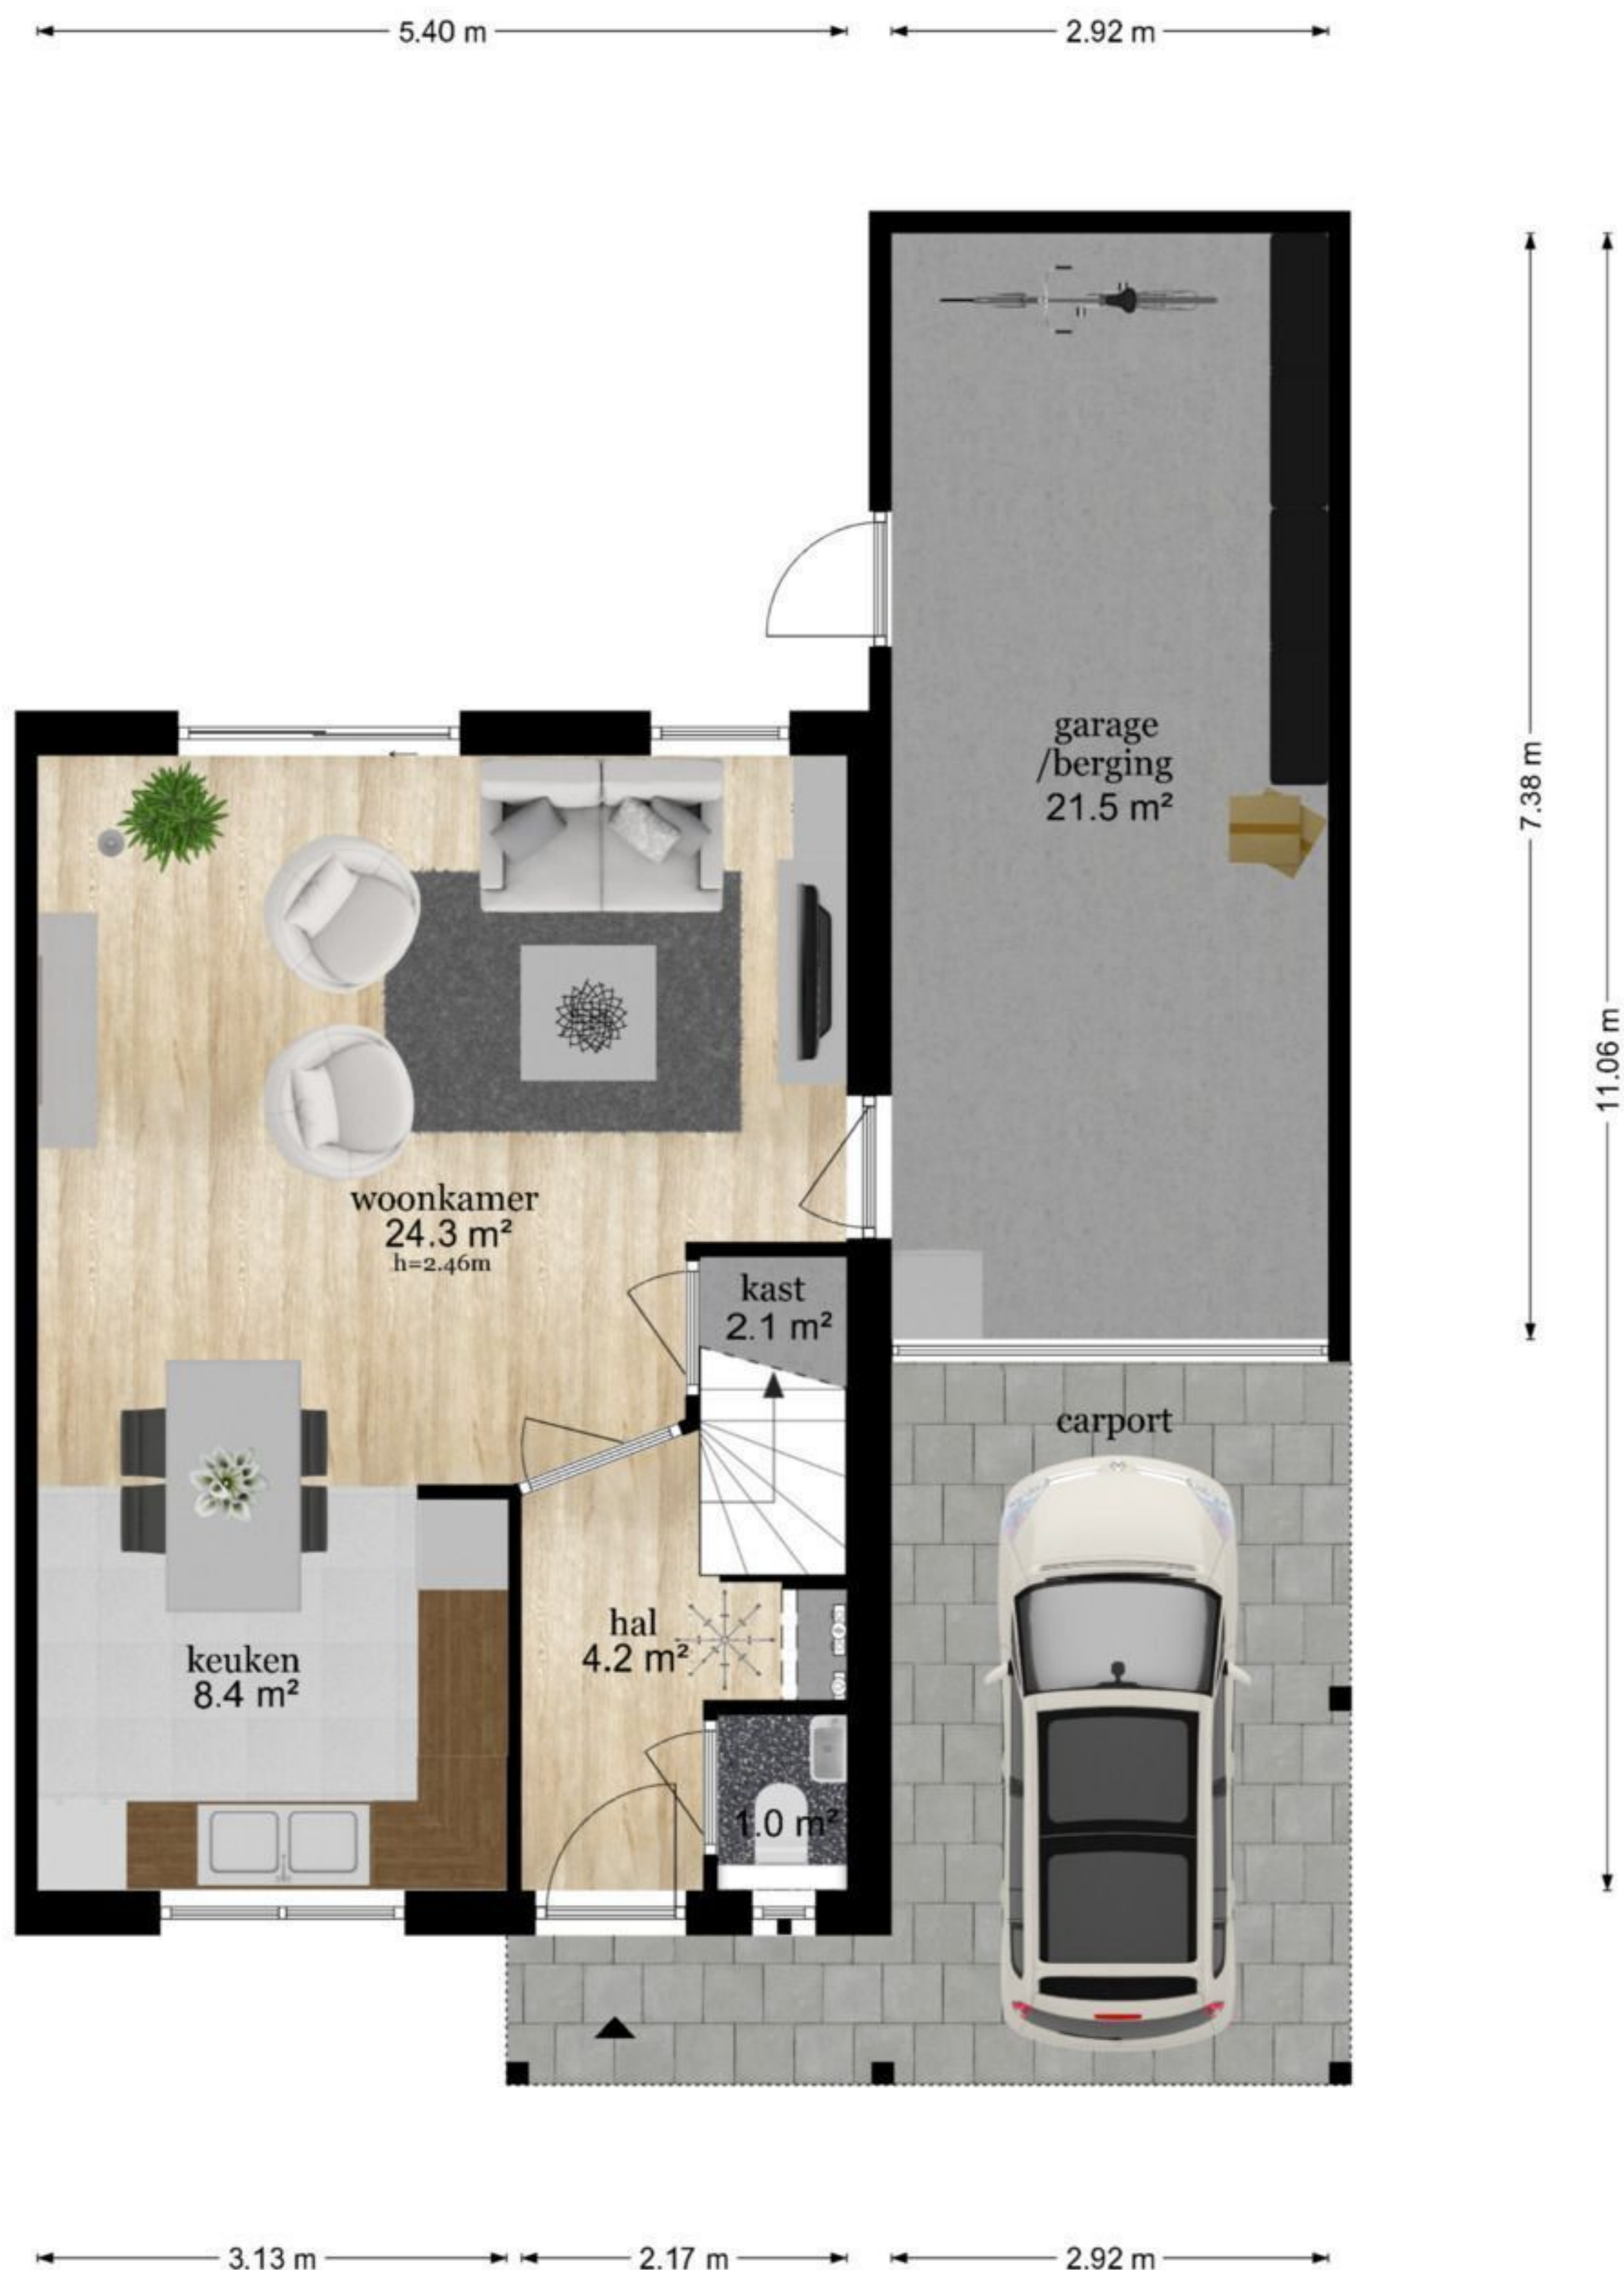 5.40 m
2.92 m
garage
/berging
21.5 m²
7.38 m
11.06 m
woonkamer
24.3 m²
h=2.46m
kast
2.1 m²
carport
hal
4.2 m²
keuken
8.4 m²
1.0 m²
3.13 m
2.17 m
2.92 m